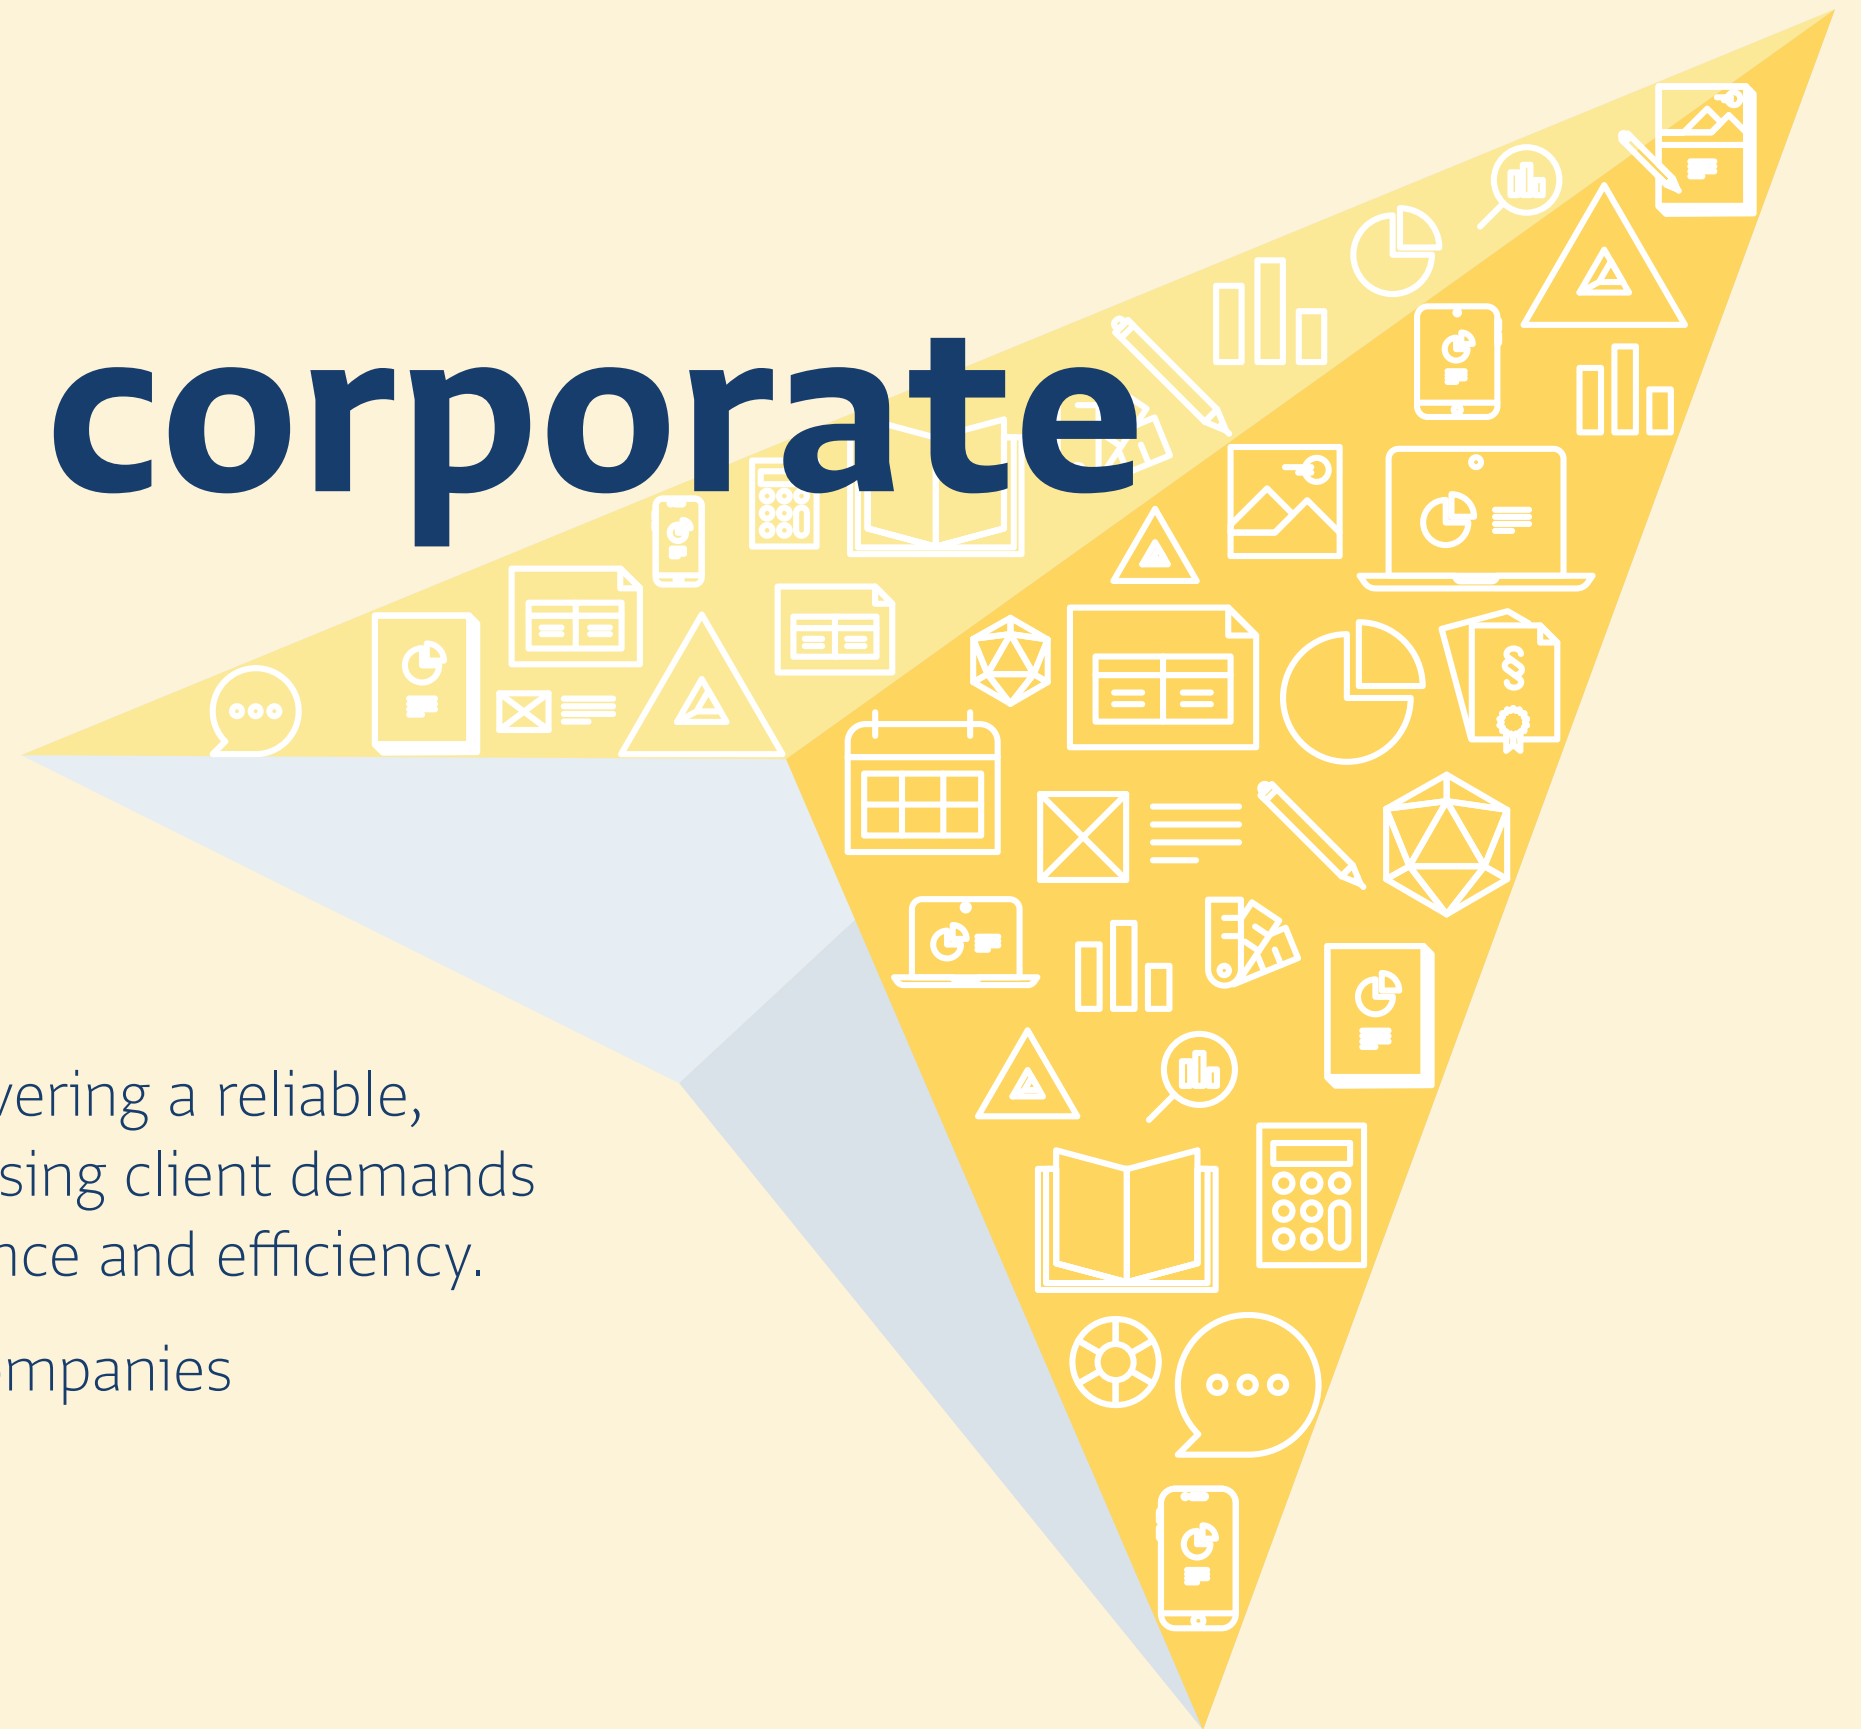 corporate
vering a reliable,
sing client demands
nce and efficiency.
mpanies